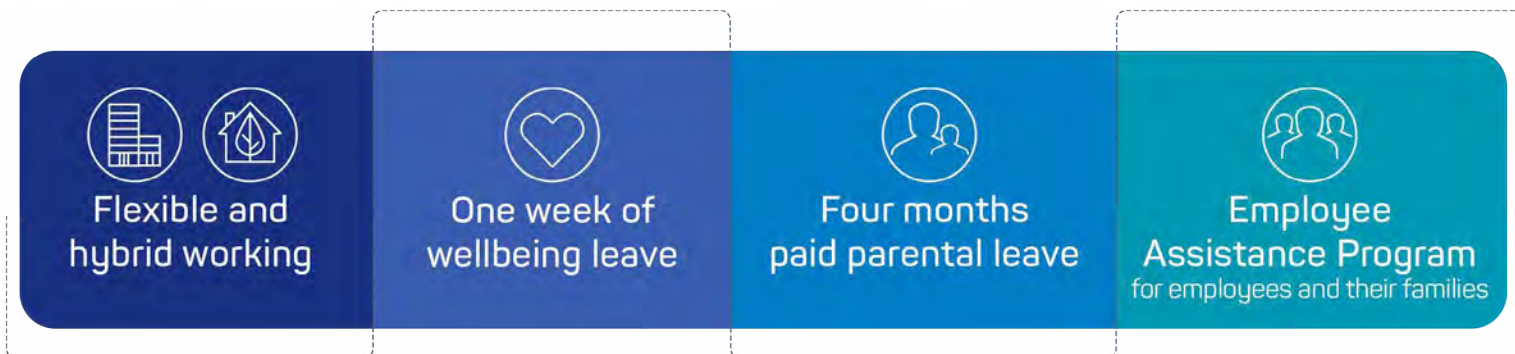 Flexible and
hybrid working
One week of
wellbeing leave
Four months
paid parental leave
Employee
Assistance Program
for employees and their families